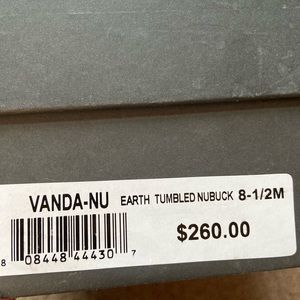 VANDA-NU EARTH TUMBLED NUBUCK 8-1/2M
$260.00
8 08448 44430 7